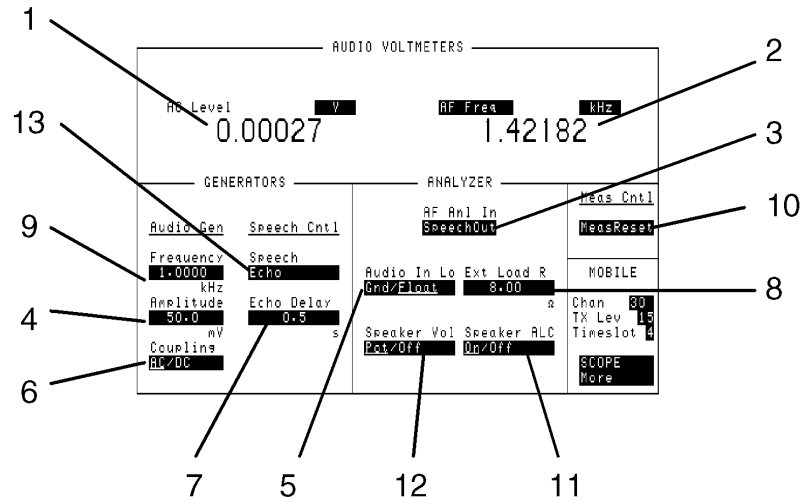 1
AUDIO VOLTMETERS
2
AC Level
V
AF Freq
kHz
13
0.00027
1.42182
3
GENERATORS
ANALYZER
Meas Cntl
10
Audio Gen
Speech Cntl
AF Anl In
SpeechOut
MeasReset
9
Frequency
1.0000
kHz
Speech
Echo
Audio In Lo
Gnd/Float
Ext Load R
8.00
Ω
MOBILE
8
4
Amplitude
50.0
mV
Echo Delay
0.5
s
Chan 30
TX Lev 15
Timeslot 4
Coupling
AC/DC
Speaker Vol
Pot/Off
Speaker ALC
On/Off
SCOPE
More
6
7
5
12
11